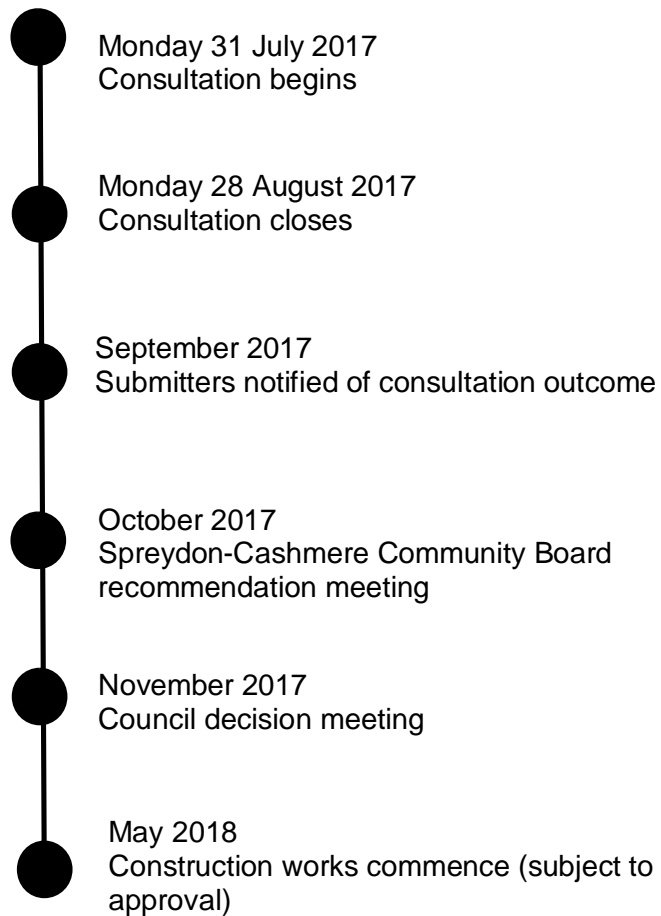 Monday 31 July 2017
Consultation begins
Monday 28 August 2017
Consultation closes
September 2017
Submitters notified of consultation outcome
October 2017
Spreydon-Cashmere Community Board
recommendation meeting
November 2017
Council decision meeting
May 2018
Construction works commence (subject to
approval)